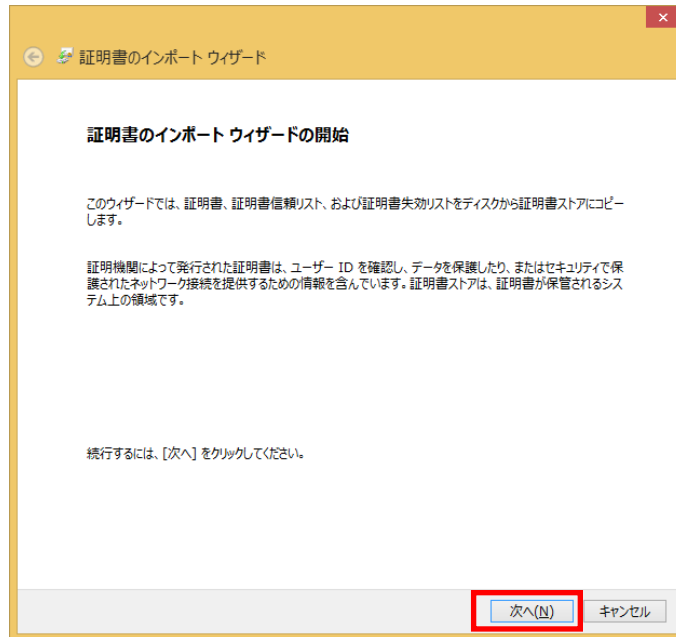 証明書のインポート ウィザード
証明書のインポート ウィザードの開始
このウィザードでは、証明書、証明書信頼リスト、および証明書失効リストをディスクから証明書ストアにコピー
します。
証明機関によって発行された証明書は、ユーザー ID を確認し、データを保護したり、またはセキュリティで保
護されたネットワーク接続を提供するための情報を含んでいます。証明書ストアは、証明書が保管されるシス
テム上の領域です。
続行するには、[次へ] をクリックしてください。
次へ(N)
キャンセル